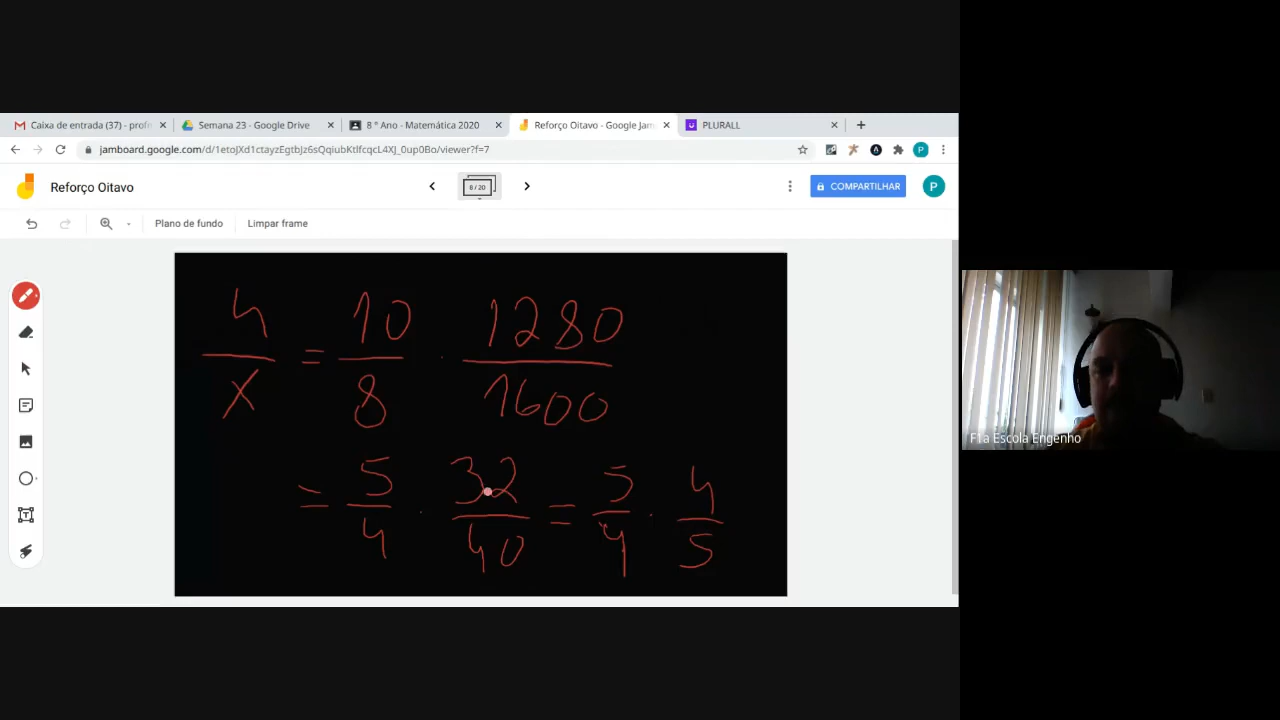 Caixa de entrada (37) - profm
Semana 23 - Google Drive
8 º Ano - Matemática 2020
Reforço Oitavo - Google Jam
PLURALL
jamboard.google.com/d/1etoJXd1ctayzEgtbJz6sQqiubKtlfcqcL4XJ_0up0Bo/viewer?f=7
Reforço Oitavo
8 / 20
COMPARTILHAR
P
Plano de fundo
Limpar frame
4/x = 10/8 · 1280/1600
= 5/4 · 32/40 = 5/4 · 4/5
F1a Escola Engenho